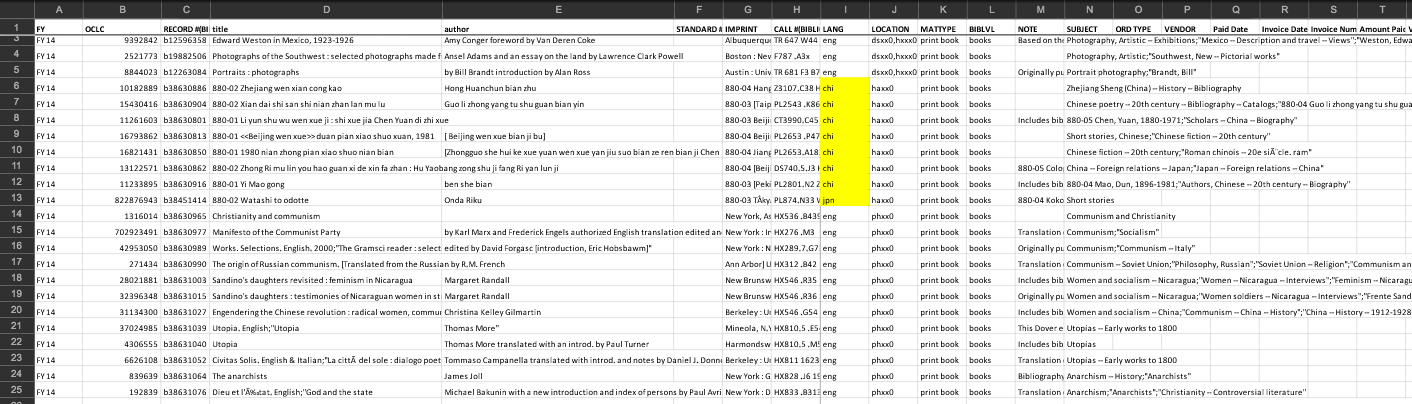 A B C D E F G H I J K L M N O P Q R S T
1 FY OCLC RECORD #(BI title author STANDARD # IMPRINT CALL #(BIBLI LANG LOCATION MATTYPE BIBLVL NOTE SUBJECT ORD TYPE VENDOR Paid Date Invoice Date Invoice Num Amount Paid V
3 FY 14 9392842 b12596358 Edward Weston in Mexico, 1923-1926 Amy Conger foreword by Van Deren Coke Albuquerqu TR 647 W44 eng dsxx0,hxxx0 print book books Based on the Photography, Artistic -- Exhibitions;"Mexico -- Description and travel -- Views";"Weston, Edwa
4 FY 14 2521773 b19882506 Photographs of the Southwest : selected photographs made f Ansel Adams and an essay on the land by Lawrence Clark Powell Boston : New F787 .A3x eng dsxx0,hxxx0 print book books Photography, Artistic;"Southwest, New -- Pictorial works"
5 FY 14 8844023 b12263084 Portraits : photographs by Bill Brandt introduction by Alan Ross Austin : Univ TR 681 F3 B7 eng dsxx0,hxxx0 print book books Originally pu Portrait photography;"Brandt, Bill"
6 FY 14 10182889 b38630886 880-02 Zhejiang wen xian cong kao Hong Huanchun bian zhu 880-04 Hang Z3107.C38 H chi haxx0 print book books Zhejiang Sheng (China) -- History -- Bibliography
7 FY 14 15430416 b38630904 880-02 Xian dai shi san shi nian zhan lan mu lu Guo li zhong yang tu shu guan bian yin 880-03 [Taip PL2543 .K86 chi haxx0 print book books Chinese poetry -- 20th century -- Bibliography -- Catalogs;"880-04 Guo li zhong yang tu shu gua
8 FY 14 11261603 b38630801 880-01 Li yun shu wu wen xue ji : shi xue jia Chen Yuan di zhi xue 880-03 Beiji CT3990.C45 chi haxx0 print book books Includes bib 880-05 Chen, Yuan, 1880-1971;"Scholars -- China -- Biography"
9 FY 14 16793862 b38630813 880-01 <<Beijing wen xue>> duan pian xiao shuo xuan, 1981 [ Beijing wen xue bian ji bu] 880-04 Beiji PL2653 .P47 chi haxx0 print book books Short stories, Chinese;"Chinese fiction -- 20th century"
10 FY 14 16821431 b38630850 880-01 1980 nian zhong pian xiao shuo nian bian [Zhongguo she hui ke xue yuan wen xue yan jiu suo bian ze ren bian ji Chen 880-04 Jiang PL2653.A18 chi haxx0 print book books Chinese fiction -- 20th century;"Roman chinois -- 20e siÃ¨cle. ram"
11 FY 14 13122571 b38630862 880-02 Zhong Ri mu lin you hao guan xi de xin fa zhan : Hu Yaobang zong shu ji fang Ri yan lun ji 880-04 [Beij DS740.5.J3 chi haxx0 print book books 880-05 Colo China -- Foreign relations -- Japan;"Japan -- Foreign relations -- China"
12 FY 14 11233895 b38630916 880-01 Yi Mao gong ben she bian 880-03 [Peki PL2801.N2 Z chi haxx0 print book books Includes bib 880-04 Mao, Dun, 1896-1981;"Authors, Chinese -- 20th century -- Biography"
13 FY 14 822876943 b38451414 880-02 Watashi to odotte Onda Riku 880-03 TÅky PL874.N33 jpn haxx0 print book books 880-04 Koko Short stories
14 FY 14 1316014 b38630965 Christianity and communism New York, As HX536 .B439 eng phxx0 print book books Communism and Christianity
15 FY 14 702923491 b38630977 Manifesto of the Communist Party by Karl Marx and Frederick Engels authorized English translation edited an New York : In HX276 .M3 eng phxx0 print book books Translation Communism;"Socialism"
16 FY 14 42953050 b38630989 Works. Selections. English. 2000;"The Gramsci reader : select edited by David Forgasc [introduction, Eric Hobsbawm]" New York : N HX289.7.G7 eng phxx0 print book books Originally pu Communism;"Communism -- Italy"
17 FY 14 271434 b38630990 The origin of Russian communism, [Translated from the Russian by R.M. French Ann Arbor] U HX312 .B42 eng phxx0 print book books Translation Communism -- Soviet Union;"Philosophy, Russian";"Soviet Union -- Religion";"Communism an
18 FY 14 28021881 b38631003 Sandino's daughters revisited : feminism in Nicaragua Margaret Randall New Brunsw HX546 .R35 eng phxx0 print book books Includes bib Women and socialism -- Nicaragua;"Women -- Nicaragua -- Interviews";"Feminism -- Nicaragu
19 FY 14 32396348 b38631015 Sandino's daughters : testimonies of Nicaraguan women in st Margaret Randall New Brunsw HX546 .R36 eng phxx0 print book books Originally pu Women and socialism -- Nicaragua;"Women soldiers -- Nicaragua -- Interviews";"Frente Sand
20 FY 14 31134300 b38631027 Engendering the Chinese revolution : radical women, commu Christina Kelley Gilmartin Berkeley : Un HX546 .G54 eng phxx0 print book books Includes bib Women and communism -- China;"Communism -- China -- History";"China -- History -- 1912-1928
21 FY 14 37024985 b38631039 Utopia. English;"Utopia Thomas More" Mineola, N.Y HX810.5 .E5 eng phxx0 print book books This Dover e Utopias -- Early works to 1800
22 FY 14 4306555 b38631040 Utopia Thomas More translated with an introd. by Paul Turner Harmondsw HX810.5 .M5 eng phxx0 print book books Includes bib Utopias
23 FY 14 6626108 b38631052 Civitas Solis. English & Italian;"La cittÃ del sole : dialogo poet Tommaso Campanella translated with introd. and notes by Daniel J. Donn Berkeley : Un HX811 1623 eng phxx0 print book books Translation Utopias -- Early works to 1800
24 FY 14 839639 b38631064 The anarchists James Joll New York : G HX828 .J6 19 eng phxx0 print book books Bibliography Anarchism -- History;"Anarchists"
25 FY 14 192839 b38631076 Dieu et l'Ã‰tat. English;"God and the state Michael Bakunin with a new introduction and index of persons by Paul Avri New York : D HX833 .B313 eng phxx0 print book books Translation Anarchism;"Anarchists";"Christianity -- Controversial literature"